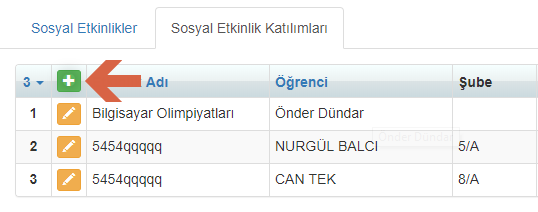 Sosyal Etkinlikler Sosyal Etkinlik Katılımları
3 Adı Öğrenci Şube
1 Bilgisayar Olimpiyatları Önder Dündar
2 5454qqqqq NURGÜL BALCI 5/A
Önder Dündar
3 5454qqqqq CAN TEK 8/A